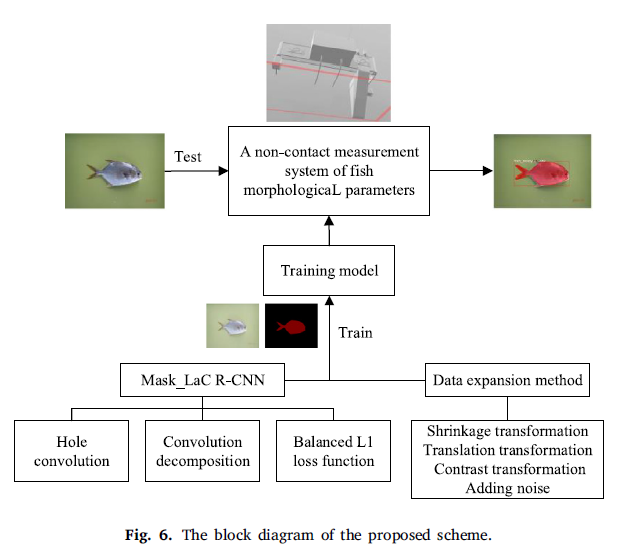 Test
A non-contact measurement
system of fish
morphologicaL parameters
Training model
Train
Mask_LaC R-CNN
Data expansion method
Hole
convolution
Convolution
decomposition
Balanced L1
loss function
Shrinkage transformation
Translation transformation
Contrast transformation
Adding noise
Fig. 6. The block diagram of the proposed scheme.